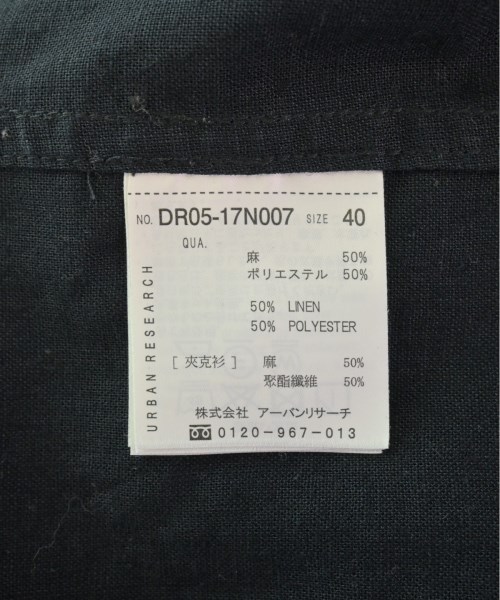 NO. DR05-17N007 SIZE 40
QUA.
麻 50%
ポリエステル 50%
50% LINEN
50% POLYESTER
[ 夾克衫 ] 麻 50%
聚酯纖維 50%
株式会社 アーバンリサーチ
0120-967-013
URBAN RESEARCH